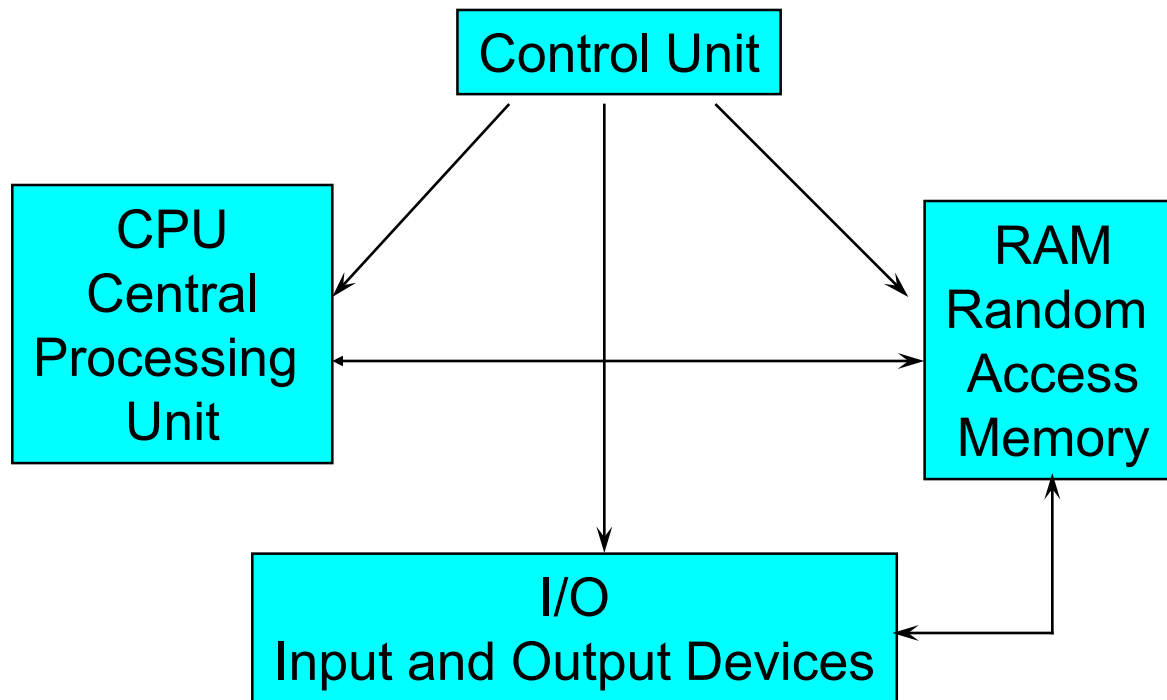 Control Unit
CPU
Central
Processing
Unit
RAM
Random
Access
Memory
I/O
Input and Output Devices